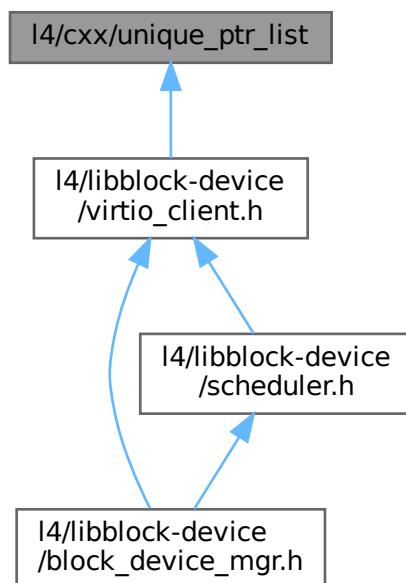 l4/cxx/unique_ptr_list
l4/libblock-device
/virtio_client.h
l4/libblock-device
/scheduler.h
l4/libblock-device
/block_device_mgr.h